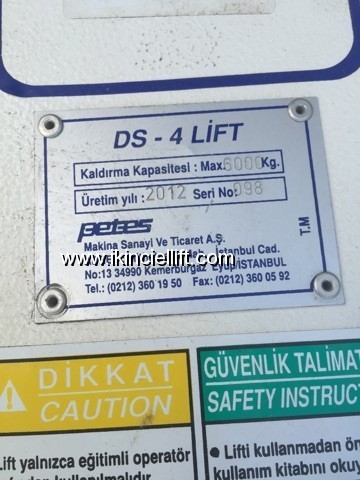 DS - 4 LİFT
Kaldırma Kapasitesi : Max. 6000 Kg.
Üretim yılı : 2012 Seri No: 098
petes
Makina Sanayi Ve Ticaret A.Ş.
İstanbul Cad.
www.ikinciellift.com
No:13 34990 Kemerburgaz Eyüp/İSTANBUL
Tel.: (0212) 360 19 50 Fax: (0212) 360 05 92
T.M
DİKKAT
CAUTION
Lift yalnızca eğitimli operatör
GÜVENLİK TALİMAT
SAFETY INSTRUCT
• Lifti kullanmadan ön
kullanım kitabını okuy